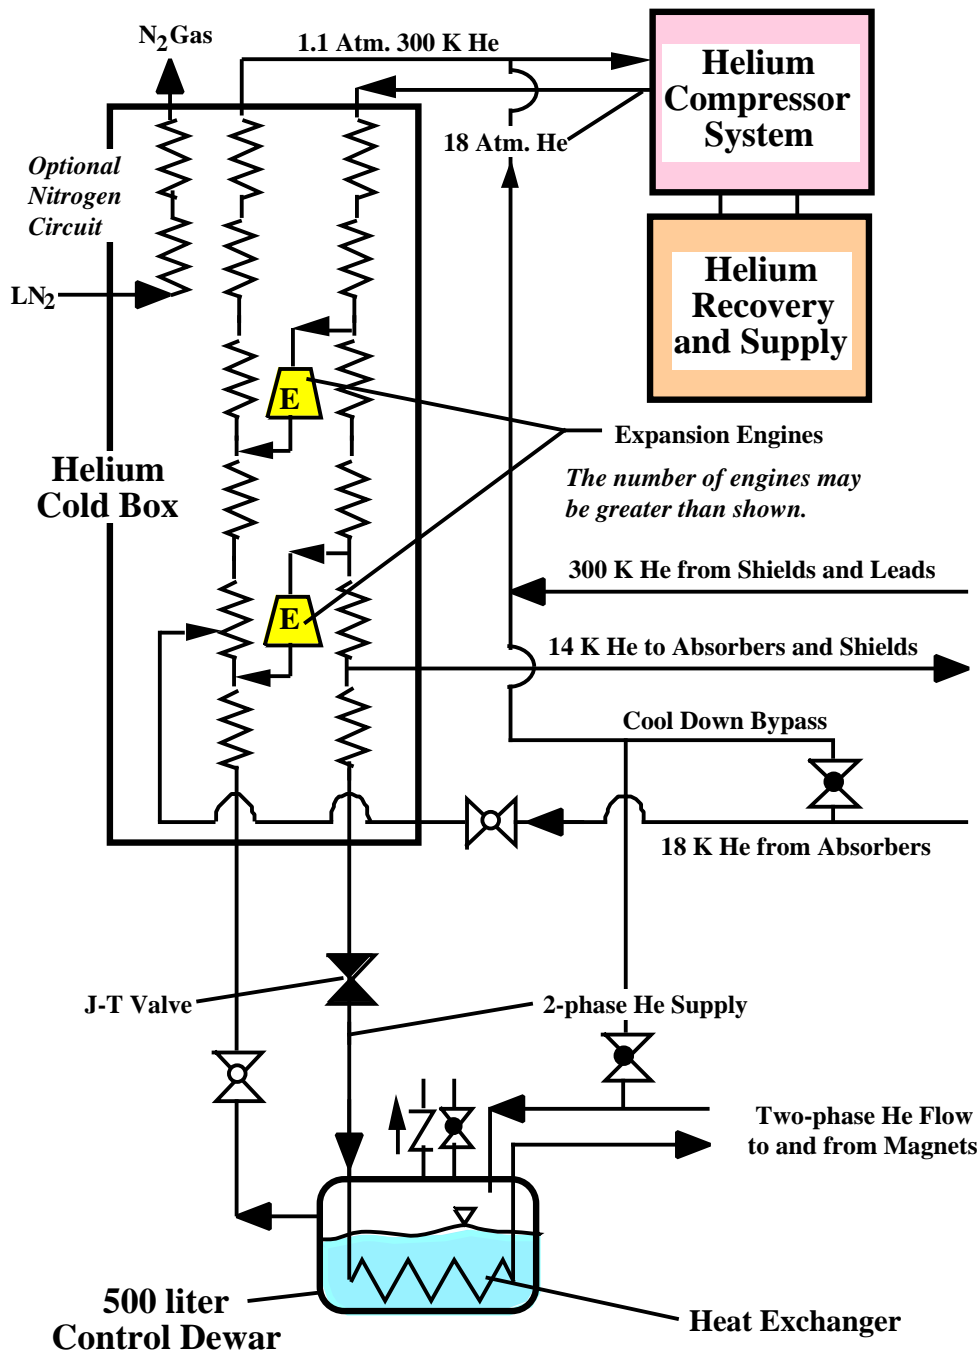 N2Gas
1.1 Atm. 300 K He
Helium
Compressor
System
18 Atm. He
Optional
Nitrogen
Circuit
LN2
Helium
Recovery
and Supply
E
Expansion Engines
The number of engines may
be greater than shown.
Helium
Cold Box
300 K He from Shields and Leads
E
14 K He to Absorbers and Shields
Cool Down Bypass
18 K He from Absorbers
J-T Valve
2-phase He Supply
Two-phase He Flow
to and from Magnets
500 liter
Control Dewar
Heat Exchanger